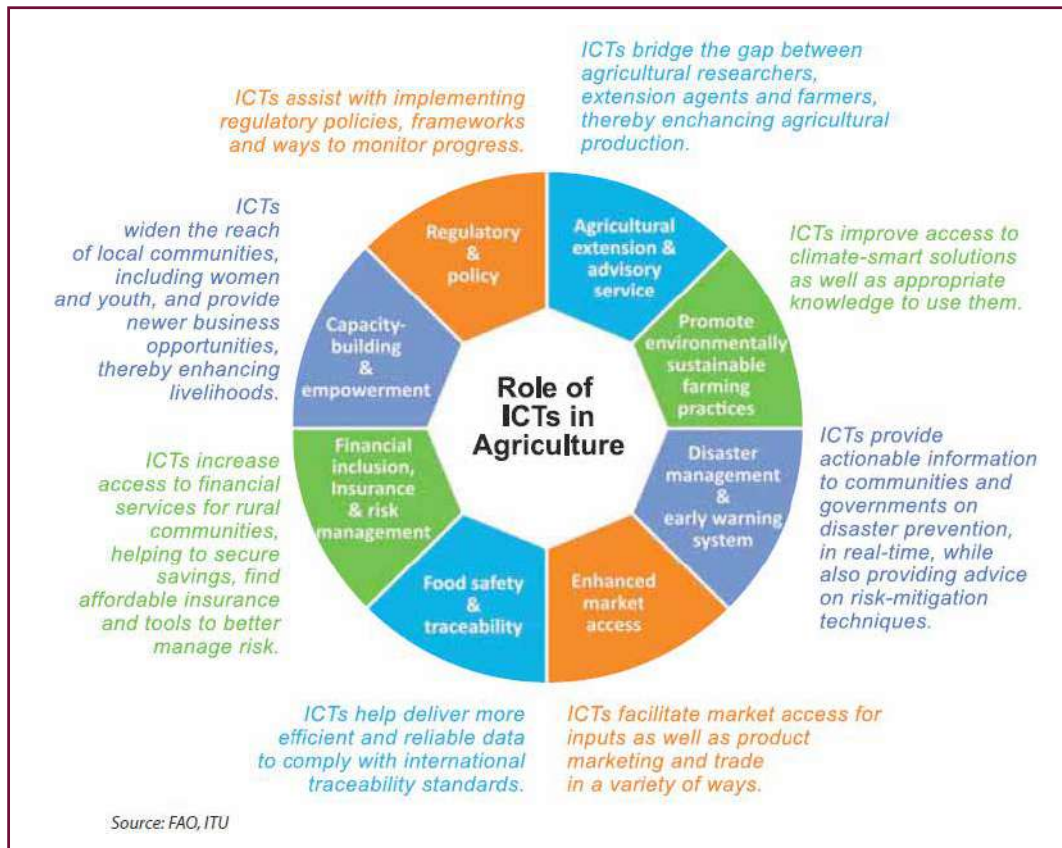 ICTs bridge the gap between
agricultural researchers,
extension agents and farmers,
thereby enchancing agricultural
production.
ICTs assist with implementing
regulatory policies, frameworks
and ways to monitor progress.
ICTs
widen the reach
of local communities,
including women
and youth, and provide
newer business
opportunities,
thereby enhancing
livelihoods.
Regulatory
&
policy
Agricultural
extension &
advisory
service
ICTs improve access to
climate-smart solutions
as well as appropriate
knowledge to use them.
Capacity-
building
&
empowerment
Promote
environmentally
sustainable
farming
practices
Role of
ICTs in
Agriculture
ICTs increase
access to financial
services for rural
communities,
helping to secure
savings, find
affordable insurance
and tools to better
manage risk.
Financial
inclusion,
Insurance
& risk
management
Disaster
management
&
early warning
system
ICTs provide
actionable information
to communities and
governments on
disaster prevention,
in real-time, while
also providing advice
on risk-mitigation
techniques.
Food safety
&
traceability
Enhanced
market
access
ICTs help deliver more
efficient and reliable data
to comply with international
traceability standards.
ICTs facilitate market access for
inputs as well as product
marketing and trade
in a variety of ways.
Source: FAO, ITU